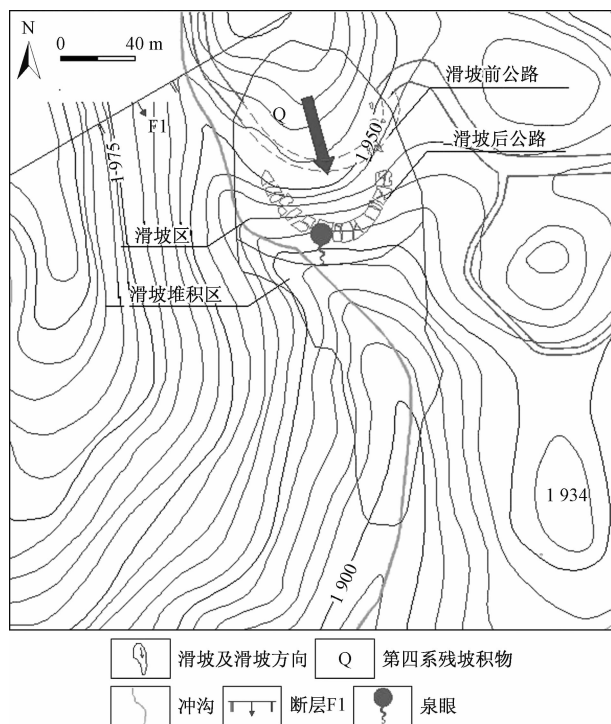 N
0 40 m
滑坡前公路
Q
1 950
F1
滑坡后公路
1 975
滑坡区
滑坡堆积区
1 934
1 900
滑坡及滑坡方向 Q 第四系残坡积物
冲沟 断层F1 泉眼